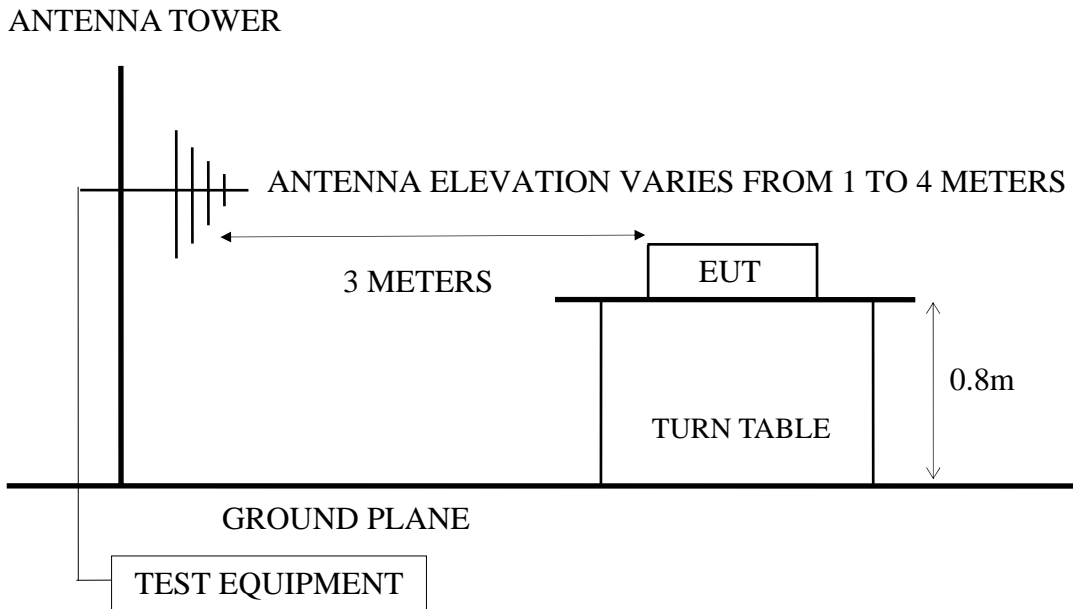 ANTENNA TOWER
ANTENNA ELEVATION VARIES FROM 1 TO 4 METERS
3 METERS
EUT
0.8m
TURN TABLE
GROUND PLANE
TEST EQUIPMENT